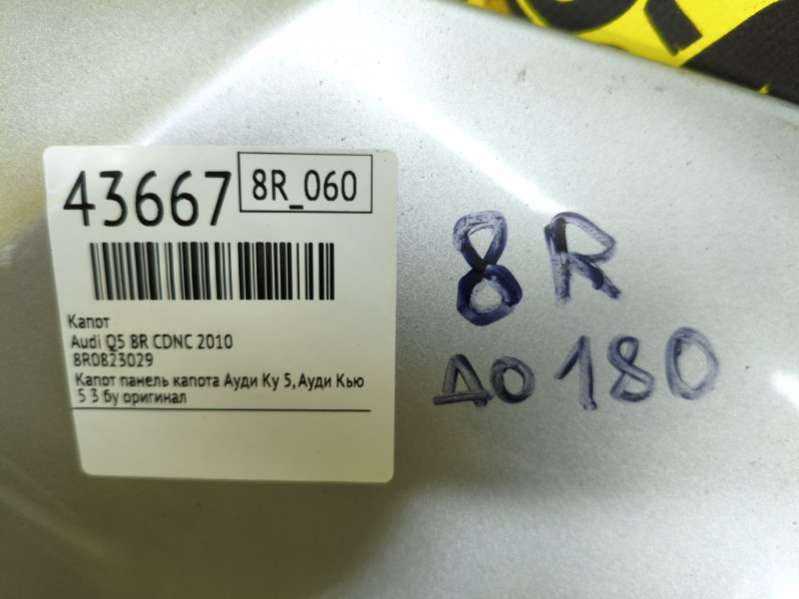 43667
8R_060
Капот
Audi Q5 8R CDNC 2010
8R0823029
Капот панель капота Ауди Ку 5, Ауди Кью
5 3 бу оригинал
8R
до 180